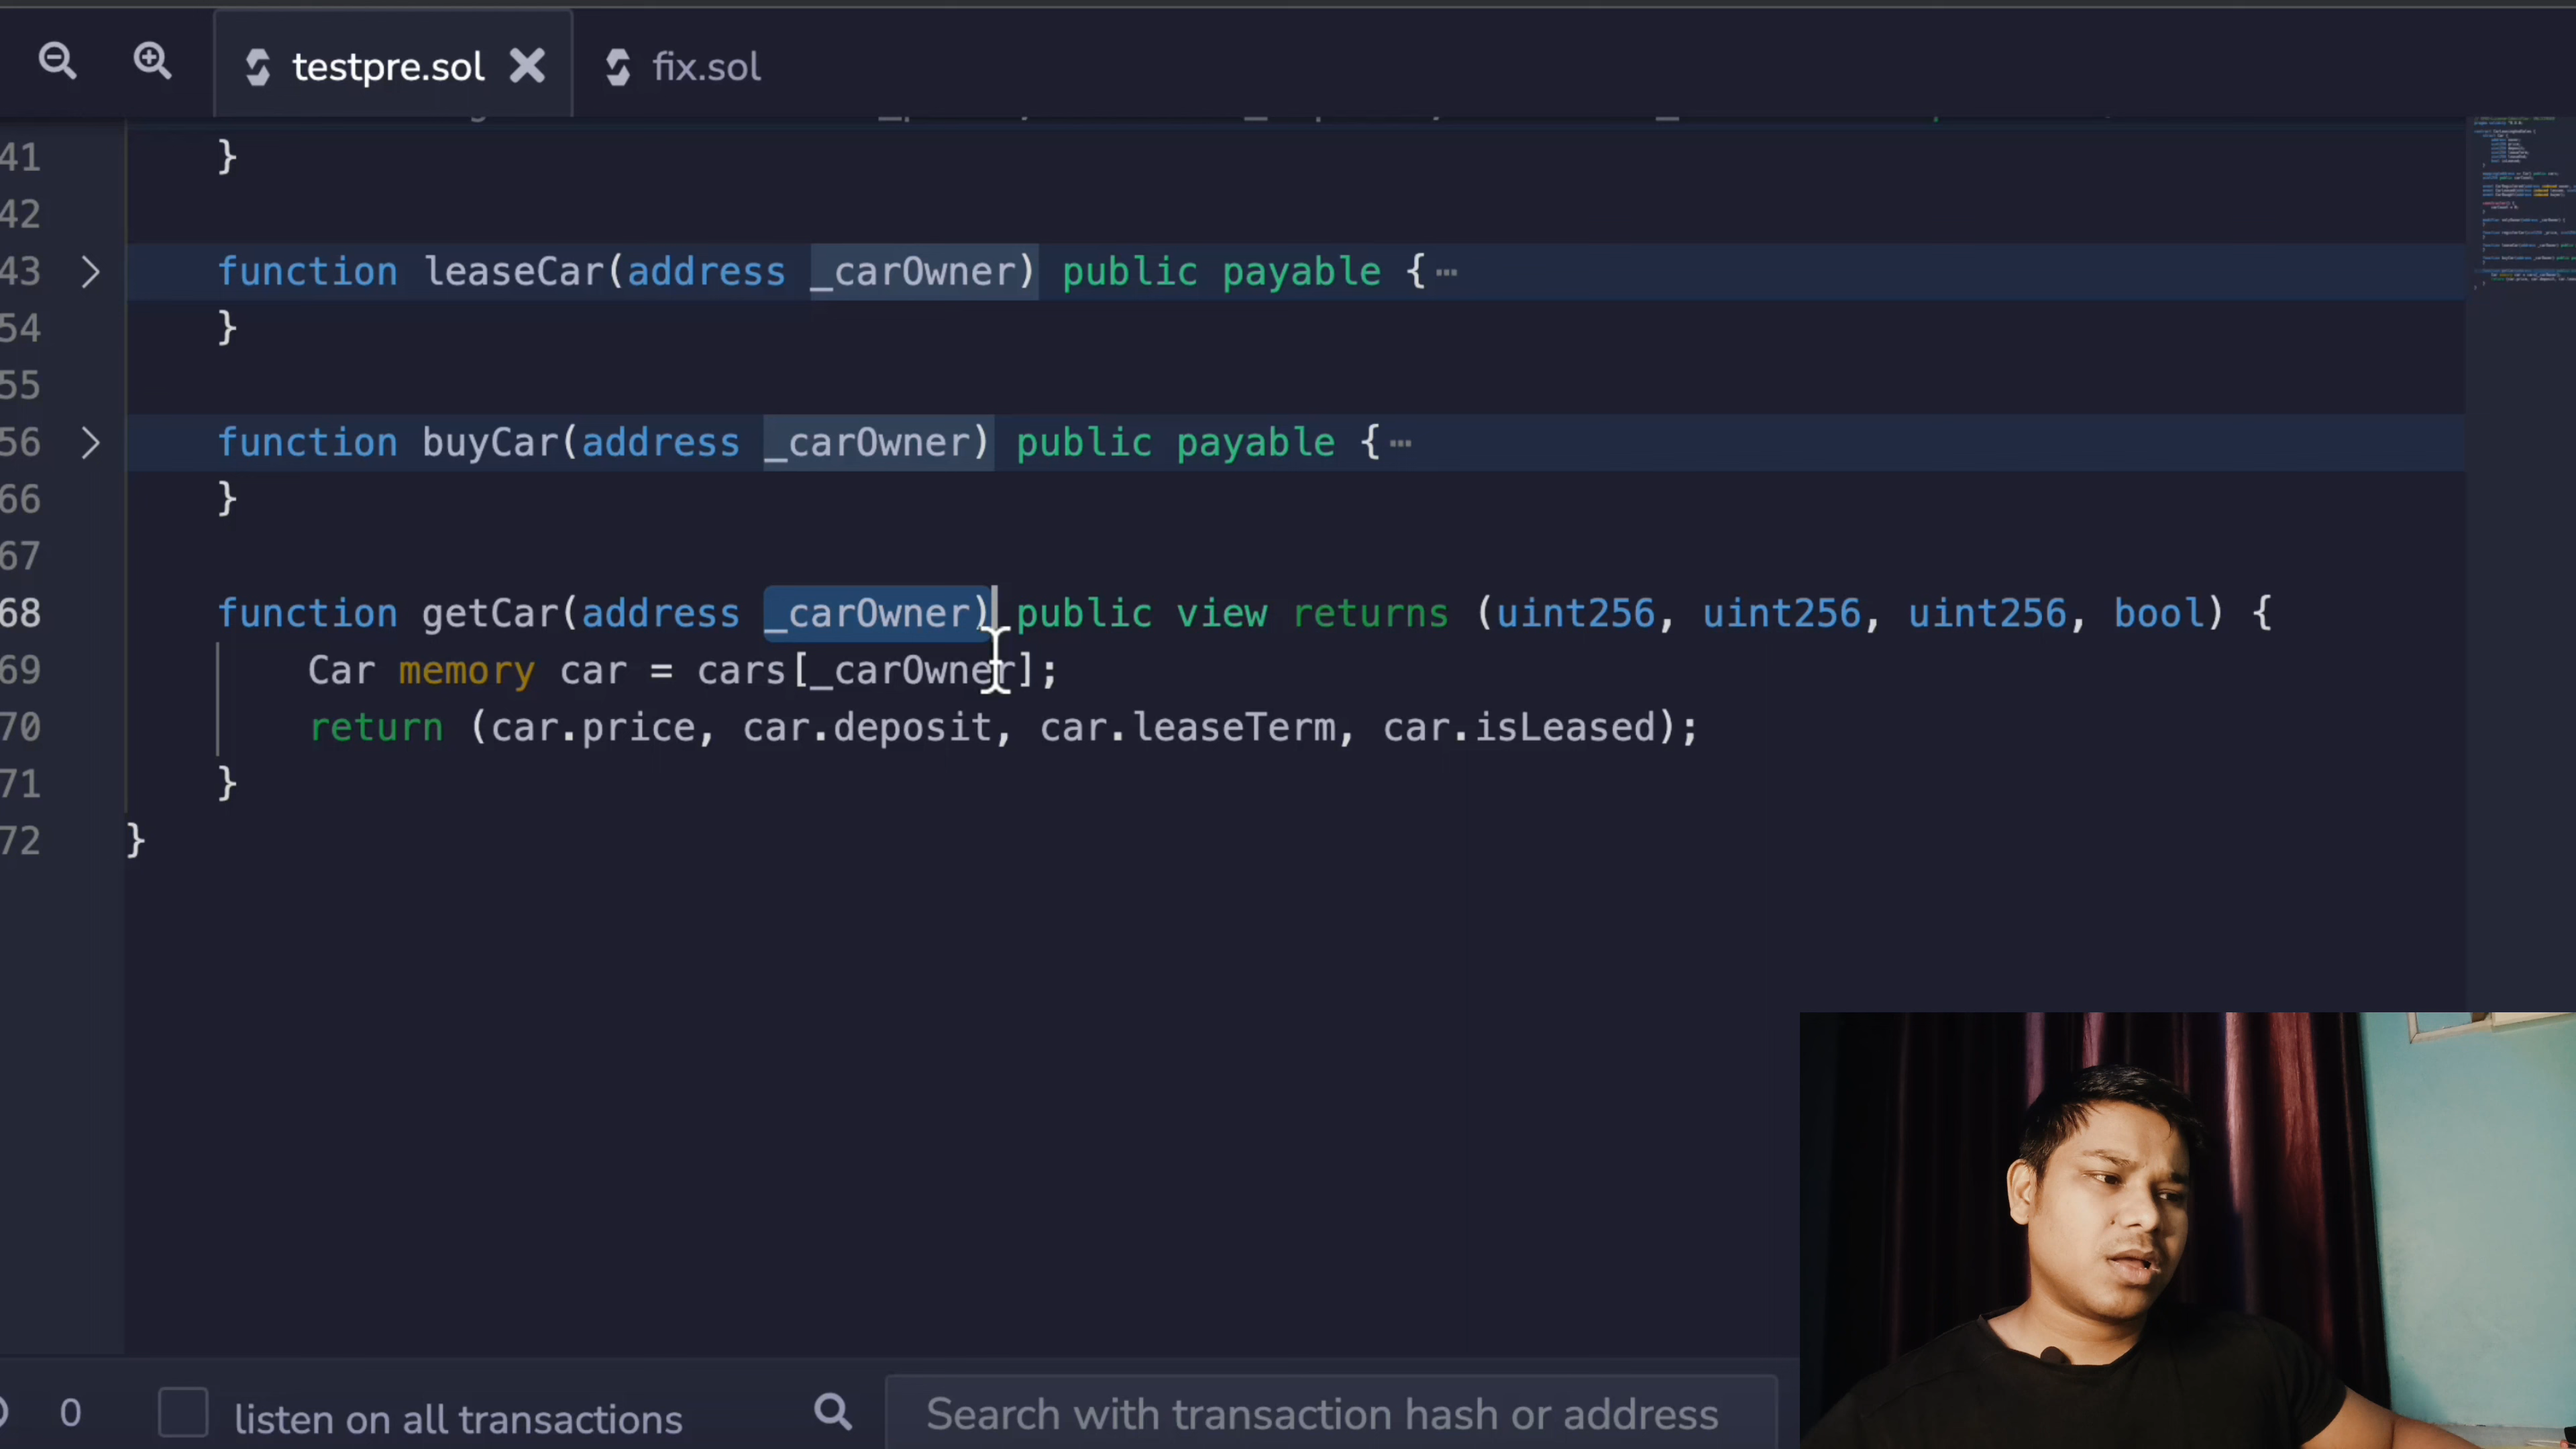 testpre.sol
fix.sol
41 }
42
43 function leaseCar(address _carOwner) public payable {…
54 }
55
56 function buyCar(address _carOwner) public payable {…
66 }
67
68 function getCar(address _carOwner) public view returns (uint256, uint256, uint256, bool) {
69 Car memory car = cars[_carOwner];
70 return (car.price, car.deposit, car.leaseTerm, car.isLeased);
71 }
72 }
0
listen on all transactions
Search with transaction hash or address